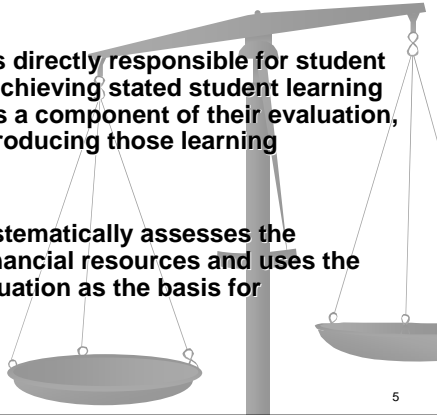 s directly responsible for student
chieving stated student learning
s a component of their evaluation,
roducing those learning
stematically assesses the
nancial resources and uses the
uation as the basis for
5